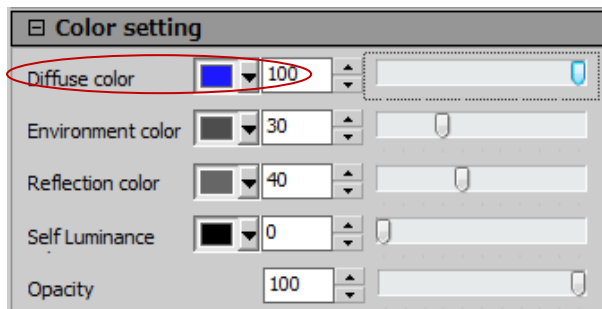 Color setting
Diffuse color 100
Environment color 30
Reflection color 40
Self Luminance 0
Opacity 100